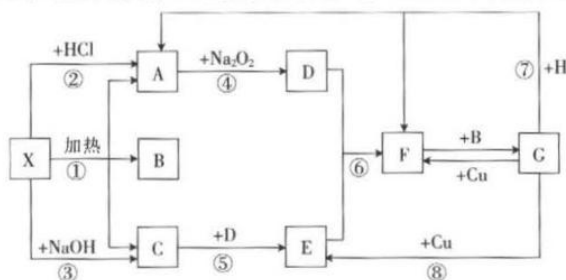 +HCl
②
A
+Na₂O₂
④
D
⑦
+H
X
加热
①
B
⑥
F
+B
+Cu
G
+NaOH
③
C
+D
⑤
E
+Cu
⑧